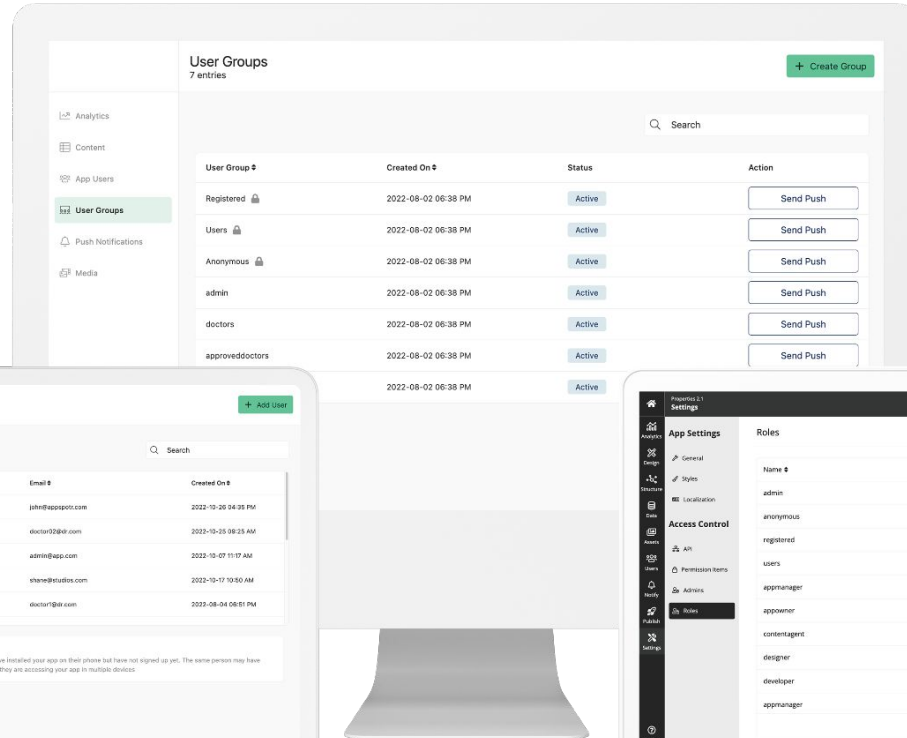 User Groups
7 entries
+ Create Group
Analytics
Content
App Users
User Groups
Push Notifications
Media
Search
User Group Created On Status Action
Registered 2022-08-02 06:38 PM Active Send Push
Users 2022-08-02 06:38 PM Active Send Push
Anonymous 2022-08-02 06:38 PM Active Send Push
admin 2022-08-02 06:38 PM Active Send Push
doctors 2022-08-02 06:38 PM Active Send Push
approveddoctors 2022-08-02 06:38 PM Active Send Push
2022-08-02 06:38 PM Active
+ Add User
Search
Email Created On
john@appspotr.com 2022-10-26 04:35 PM
doctor02@dr.com 2022-10-25 08:25 AM
admin@app.com 2022-10-07 11:17 AM
shane@studios.com 2022-10-17 10:50 AM
doctor1@dr.com 2022-08-04 06:51 PM
ve installed your app on their phone but have not signed up yet. The same person may have
they are accessing your app in multiple devices
Properties 2.1
Settings
Analytics
Design
Structure
Data
Assets
Users
Notify
Publish
Settings
App Settings
General
Styles
Localization
Access Control
API
Permission Items
Admins
Roles
Roles
Name
admin
anonymous
registered
users
appmanager
appowner
contentagent
designer
developer
appmanager